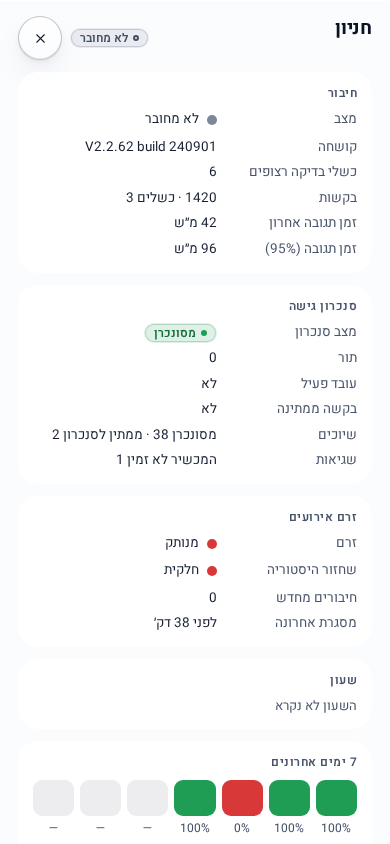 חניון
לא מחובר
×
חיבור
מצב לא מחובר
קושחה V2.2.62 build 240901
כשלי בדיקה רצופים 6
בקשות 1420 · כשלים 3
זמן תגובה אחרון 42 מ״ש
זמן תגובה (95%) 96 מ״ש
סנכרון גישה
מצב סנכרון מסונכרן
תור 0
עובד פעיל לא
בקשה ממתינה לא
שיוכים מסונכרן 38 · ממתין לסנכרון 2
שגיאות המכשיר לא זמין 1
זרם אירועים
זרם מנותק
שחזור היסטוריה חלקית
חיבורים מחדש 0
מסגרת אחרונה לפני 38 דק׳
שעון
השעון לא נקרא
7 ימים אחרונים
100% 100% 0% 100% — — —